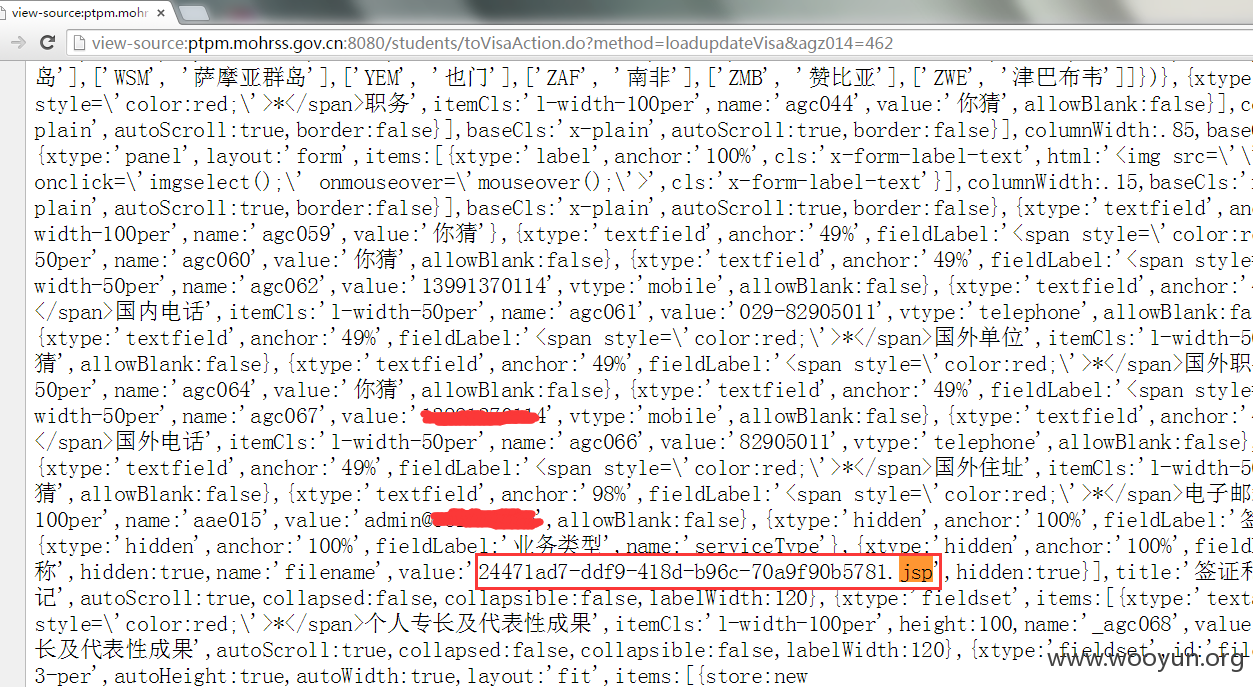 view-source:ptpm.mohr
view-source:ptpm.mohrss.gov.cn:8080/students/toVisaAction.do?method=loadupdateVisa&agz014=462
岛'],['WSM', '萨摩亚群岛'],['YEM', '也门'],['ZAF', '南非'],['ZMB', '赞比亚'],['ZWE', '津巴布韦']]})},{xtype:
style=\'color:red;\'>*</span>职务',itemCls:'l-width-100per',name:'agc044',value:'你猜',allowBlank:false}],co
plain',autoScroll:true,border:false}],baseCls:'x-plain',autoScroll:true,border:false}],columnWidth:.85,base
{xtype:'panel',layout:'form',items:[{xtype:'label',anchor:'100%',cls:'x-form-label-text',html:'<img src=\'\
onclick=\'imgselect();\' onmouseover=\'mouseover();\'>',cls:'x-form-label-text'}],columnWidth:.15,baseCls:'
plain',autoScroll:true,border:false}],baseCls:'x-plain',autoScroll:true,border:false},{xtype:'textfield',anc
width-100per',name:'agc059',value:'你猜'},{xtype:'textfield',anchor:'49%',fieldLabel:'<span style=\'color:re
50per',name:'agc060',value:'你猜',allowBlank:false},{xtype:'textfield',anchor:'49%',fieldLabel:'<span style=
width-50per',name:'agc062',value:'13991370114',vtype:'mobile',allowBlank:false},{xtype:'textfield',anchor:'4
</span>国内电话',itemCls:'l-width-50per',name:'agc061',value:'029-82905011',vtype:'telephone',allowBlank:fa
{xtype:'textfield',anchor:'49%',fieldLabel:'<span style=\'color:red;\'>*</span>国外单位',itemCls:'l-width-50
猜',allowBlank:false},{xtype:'textfield',anchor:'49%',fieldLabel:'<span style=\'color:red;\'>*</span>国外职
50per',name:'agc064',value:'你猜',allowBlank:false},{xtype:'textfield',anchor:'49%',fieldLabel:'<span style=
width-50per',name:'agc067',value:' 4',vtype:'mobile',allowBlank:false},{xtype:'textfield',anchor:'
</span>国外电话',itemCls:'l-width-50per',name:'agc066',value:'82905011',vtype:'telephone',allowBlank:false}
{xtype:'textfield',anchor:'49%',fieldLabel:'<span style=\'color:red;\'>*</span>国外住址',itemCls:'l-width-50
猜',allowBlank:false},{xtype:'textfield',anchor:'98%',fieldLabel:'<span style=\'color:red;\'>*</span>电子邮
100per',name:'aae015',value:'admin@ ',allowBlank:false},{xtype:'hidden',anchor:'100%',fieldLabel:'签
{xtype:'hidden',anchor:'100%',fieldLabel:'业务类型',name:'serviceType'},{xtype:'hidden',anchor:'100%',fieldL
称',hidden:true,name:'filename',value:'24471ad7-ddf9-418d-b96c-70a9f90b5781.jsp',hidden:true}],title:'签证和
记',autoScroll:true,collapsed:false,collapsible:false,labelWidth:120},{xtype:'fieldset',items:[{xtype:'texta
style=\'color:red;\'>*</span>个人专长及代表性成果',itemCls:'l-width-100per',height:100,name:'_agc068',value
长及代表性成果',autoScroll:true,collapsed:false,collapsible:false,labelWidth:120},{xtype:'fieldset',id:'fiel
3-per',autoHeight:true,autoWidth:true,layout:'fit',items:[{store:new
www.wooyun.org